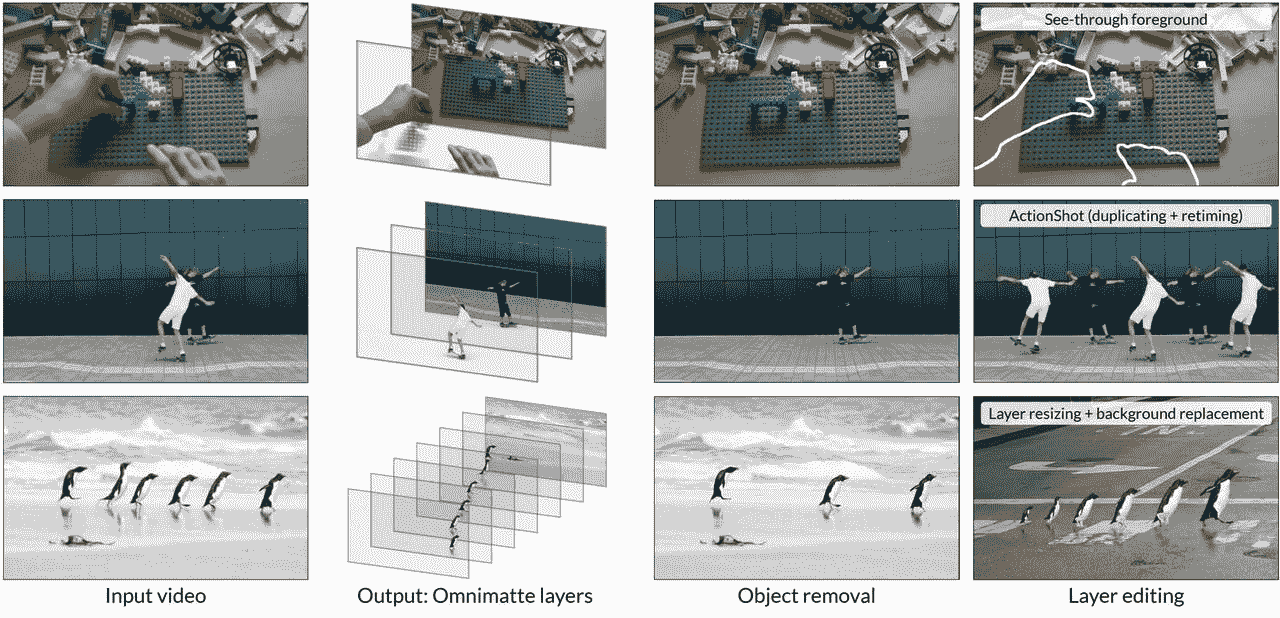 See-through foreground
ActionShot (duplicating + retiming)
Layer resizing + background replacement
Input video
Output: Omnimatte layers
Object removal
Layer editing